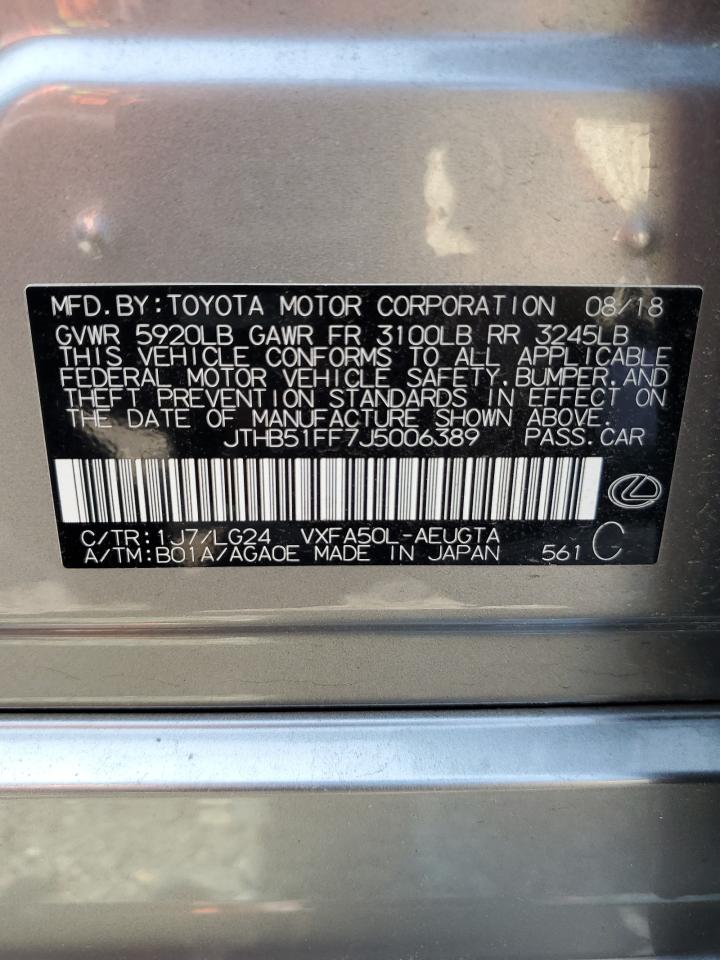 MFD.BY:TOYOTA MOTOR CORPORATION 08/18
GVWR 5920LB GAWR FR 3100LB RR 3245LB
THIS VEHICLE CONFORMS TO ALL APPLICABLE
FEDERAL MOTOR VEHICLE SAFETY.BUMPER.AND
THEFT PREVENTION STANDARDS IN EFFECT ON
THE DATE OF MANUFACTURE SHOWN ABOVE.
JTHB51FF7J5006389 PASS.CAR
C/TR:1J7/LG24 VXFA50L-AEUGTA
A/TM:B01A/AGA0E MADE IN JAPAN 561 C